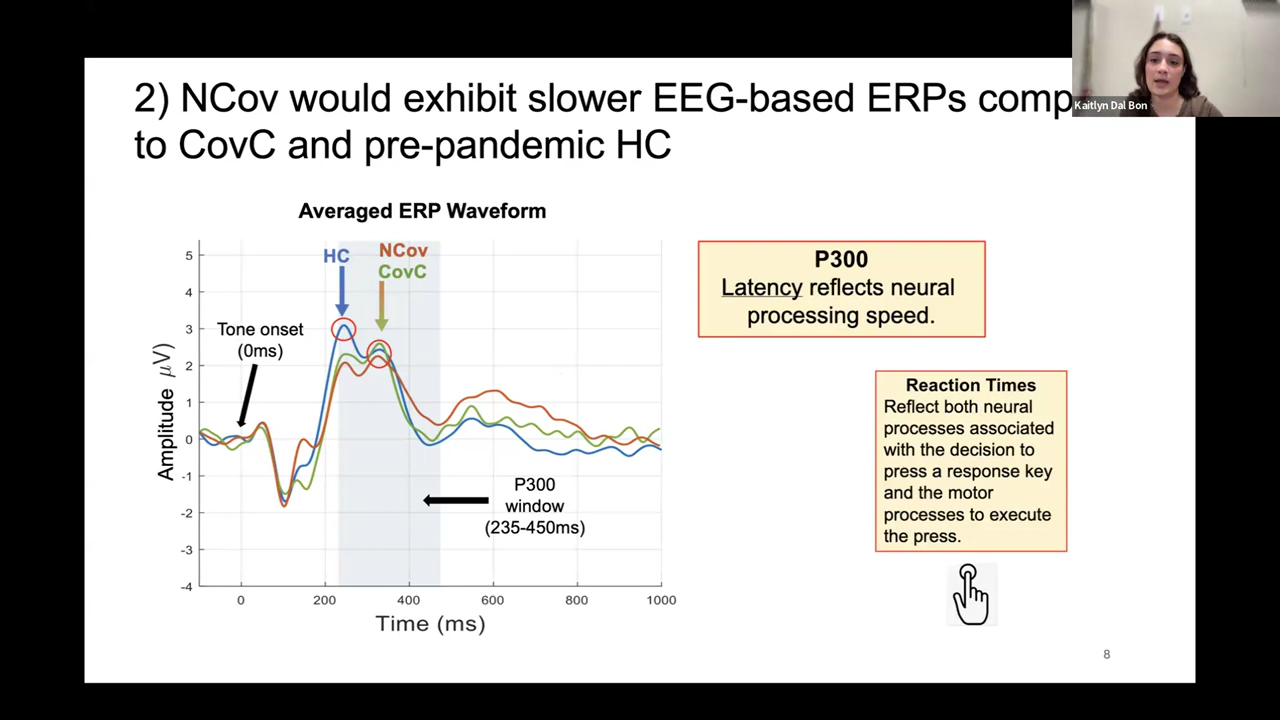 2) NCov would exhibit slower EEG-based ERPs comp
to CovC and pre-pandemic HC
Kaitlyn Dal Bon
Averaged ERP Waveform
HC
NCov
CovC
Tone onset
(0ms)
P300
window
(235-450ms)
Amplitude μV)
5
4
3
2
1
0
-1
-2
-3
-4
0
200
400
600
800
1000
Time (ms)
P300
Latency reflects neural
processing speed.
Reaction Times
Reflect both neural
processes associated
with the decision to
press a response key
and the motor
processes to execute
the press.
8